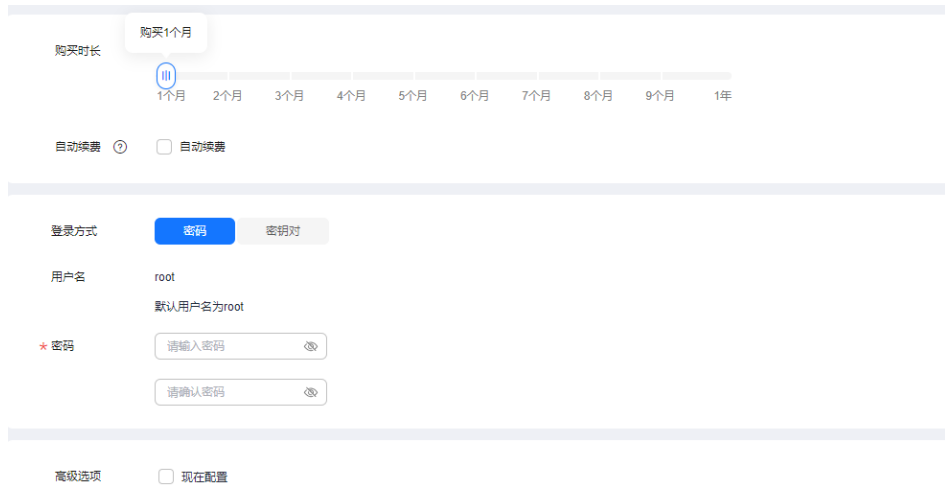 购买1个月
购买时长
1个月 2个月 3个月 4个月 5个月 6个月 7个月 8个月 9个月 1年
自动续费 ? 自动续费
登录方式 密码 密钥对
用户名 root
默认用户名为root
* 密码 请输入密码
请确认密码
高级选项 现在配置